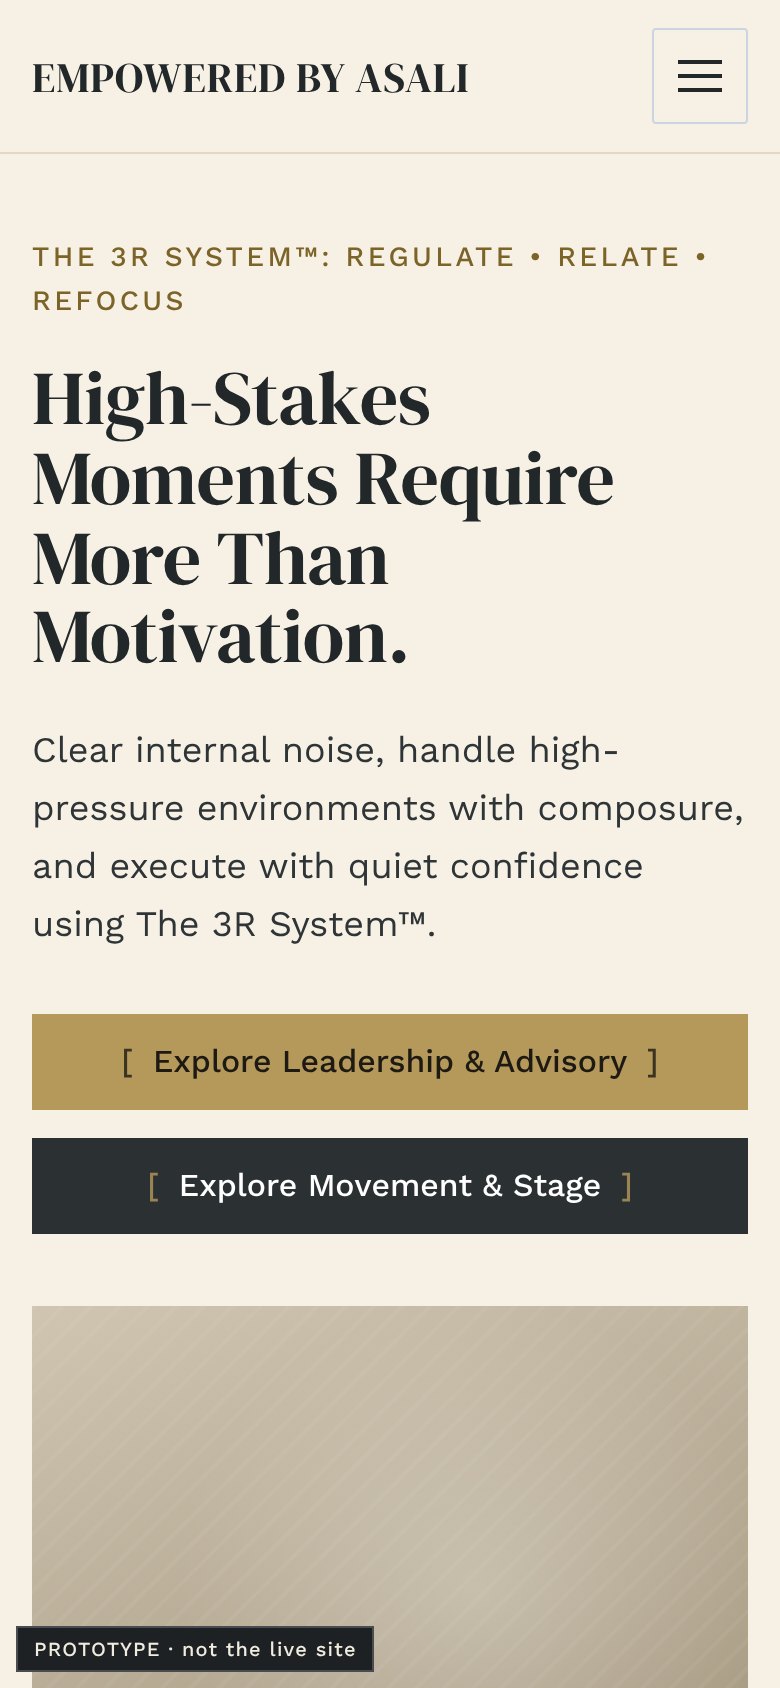 EMPOWERED BY ASALI
THE 3R SYSTEM™: REGULATE • RELATE •
REFOCUS
High-Stakes
Moments Require
More Than
Motivation.
Clear internal noise, handle high-
pressure environments with composure,
and execute with quiet confidence
using The 3R System™.
[ Explore Leadership & Advisory ]
[ Explore Movement & Stage ]
PROTOTYPE · not the live site